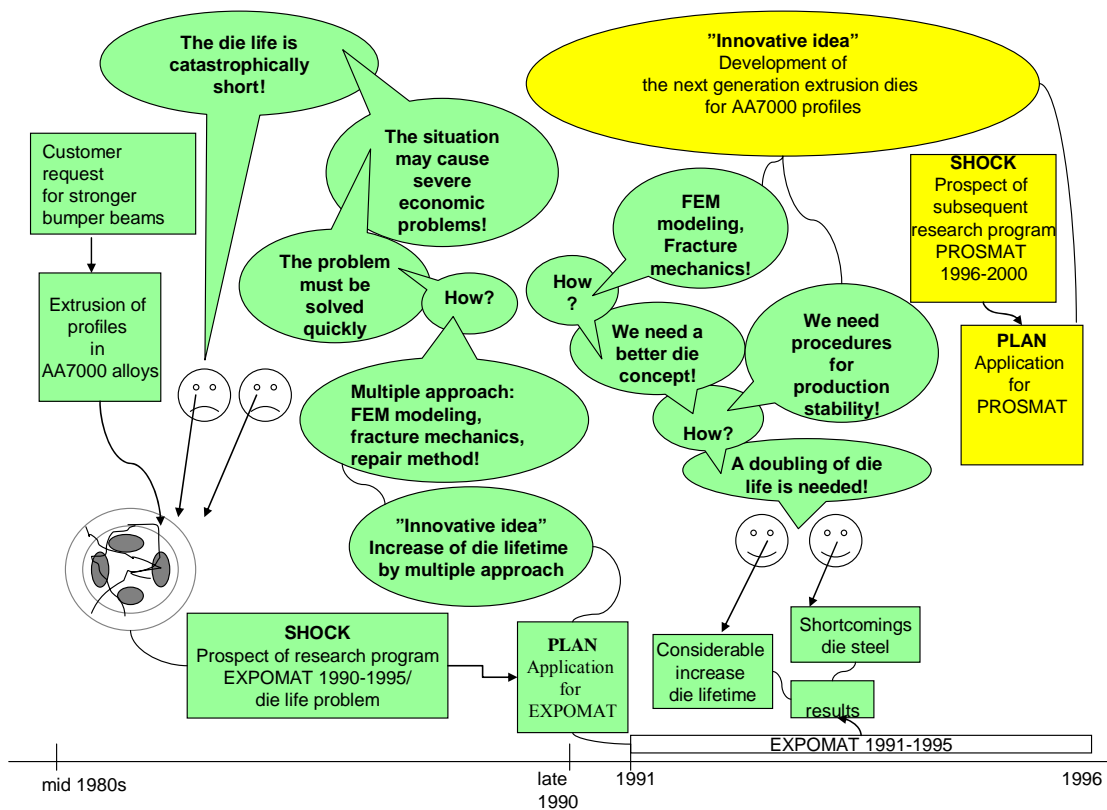 The die life is
catastrophically
short!
The situation
may cause
severe
economic
problems!
The problem
must be
solved
quickly
How?
Customer
request
for stronger
bumper beams
Extrusion of
profiles
in
AA7000 alloys
Multiple approach:
FEM modeling,
fracture mechanics,
repair method!
”Innovative idea”
Increase of die lifetime
by multiple approach
SHOCK
Prospect of research program
EXPOMAT 1990-1995/
die life problem
PLAN
Application
for
EXPOMAT
”Innovative idea”
Development of
the next generation extrusion dies
for AA7000 profiles
FEM
modeling,
Fracture
mechanics!
How
?
We need a
better die
concept!
We need
procedures
for
production
stability!
How?
A doubling of die
life is needed!
SHOCK
Prospect of
subsequent
research program
PROSMAT
1996-2000
PLAN
Application
for
PROSMAT
Considerable
increase
die lifetime
Shortcomings
die steel
results
EXPOMAT 1991-1995
mid 1980s
late
1990
1991
1996